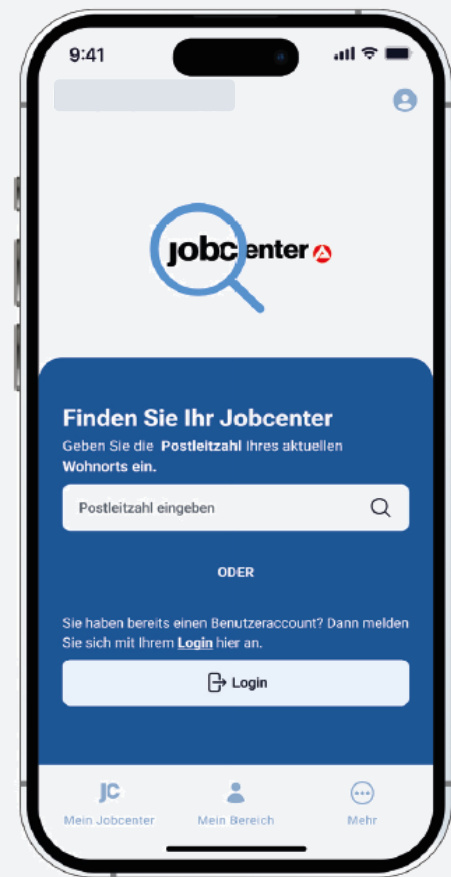 9:41
jobcenter
Finden Sie Ihr Jobcenter
Geben Sie die Postleitzahl Ihres aktuellen
Wohnorts ein.
Postleitzahl eingeben
ODER
Sie haben bereits einen Benutzeraccount? Dann melden
Sie sich mit Ihrem Login hier an.
Login
JC
Mein Jobcenter
Mein Bereich
Mehr